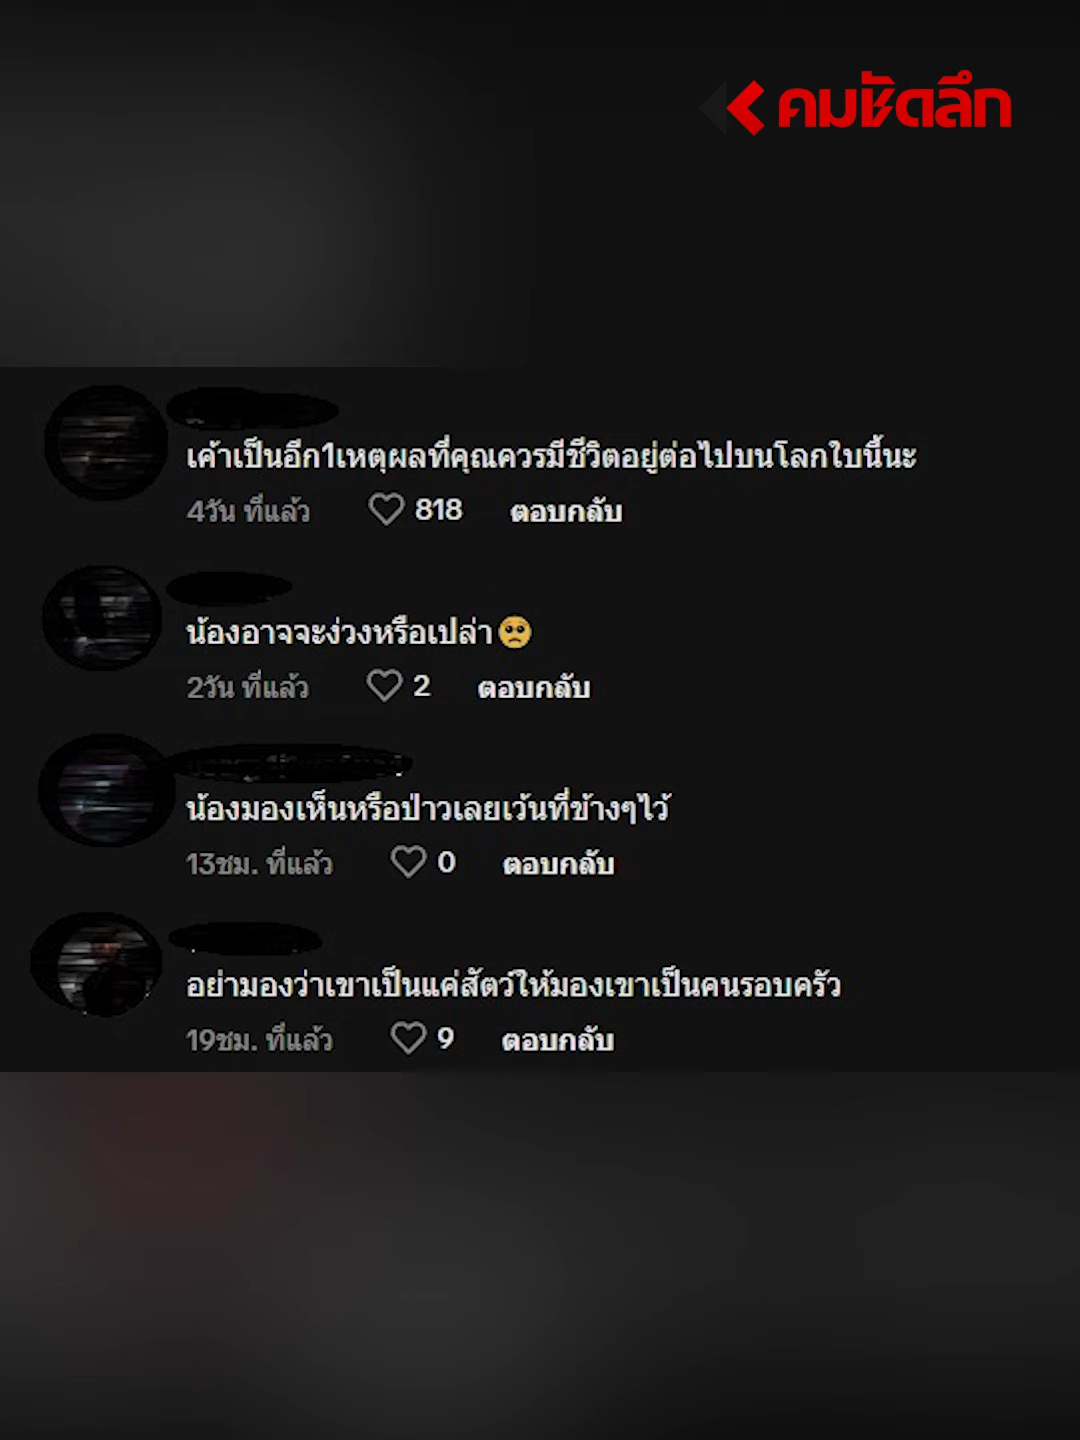 คมชัดลึก
เค้าเป็นอีก1เหตุผลที่คุณควรมีชีวิตอยู่ต่อไปบนโลกใบนี้นะ
4วัน ที่แล้ว 818 ตอบกลับ
น้องอาจจะง่วงหรือเปล่า🥺
2วัน ที่แล้ว 2 ตอบกลับ
น้องมองเห็นหรือป่าวเลยเว้นที่ข้างๆไว้
13ชม. ที่แล้ว 0 ตอบกลับ
อย่ามองว่าเขาเป็นแค่สัตว์ให้มองเขาเป็นคนรอบครัว
19ชม. ที่แล้ว 9 ตอบกลับ